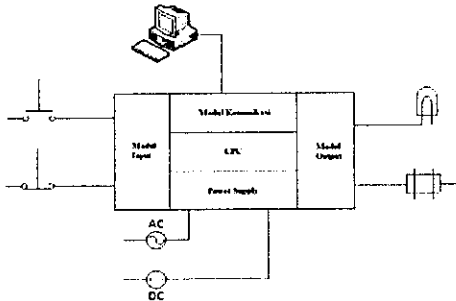 Modul Komunikasi
Modul
Input
CPU
Modul
Output
Power Supply
AC
DC